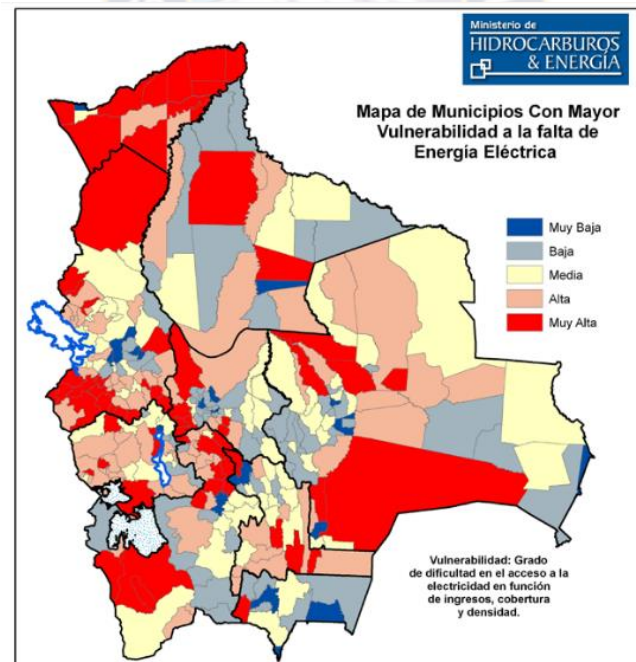 Ministerio de
HIDROCARBUROS
& ENERGÍA
Mapa de Municipios Con Mayor
Vulnerabilidad a la falta de
Energía Eléctrica
Muy Baja
Baja
Media
Alta
Muy Alta
Vulnerabilidad: Grado
de dificultad en el acceso a la
electricidad en función
de ingresos, cobertura
y densidad.